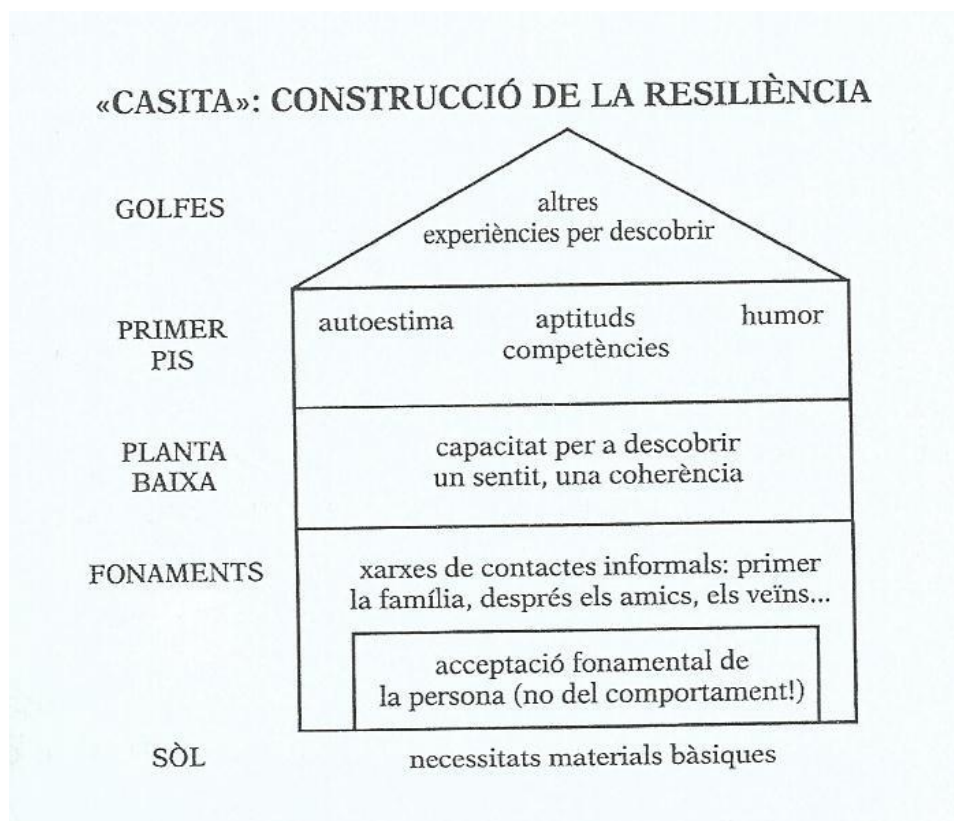 «CASITA»: CONSTRUCCIÓ DE LA RESILIÈNCIA
GOLFES
altres
experiències per descobrir
PRIMER
PIS
autoestima
aptituds
competències
humor
PLANTA
BAIXA
capacitat per a descobrir
un sentit, una coherència
FONAMENTS
xarxes de contactes informals: primer
la família, després els amics, els veïns...
acceptació fonamental de
la persona (no del comportament!)
SÒL
necessitats materials bàsiques